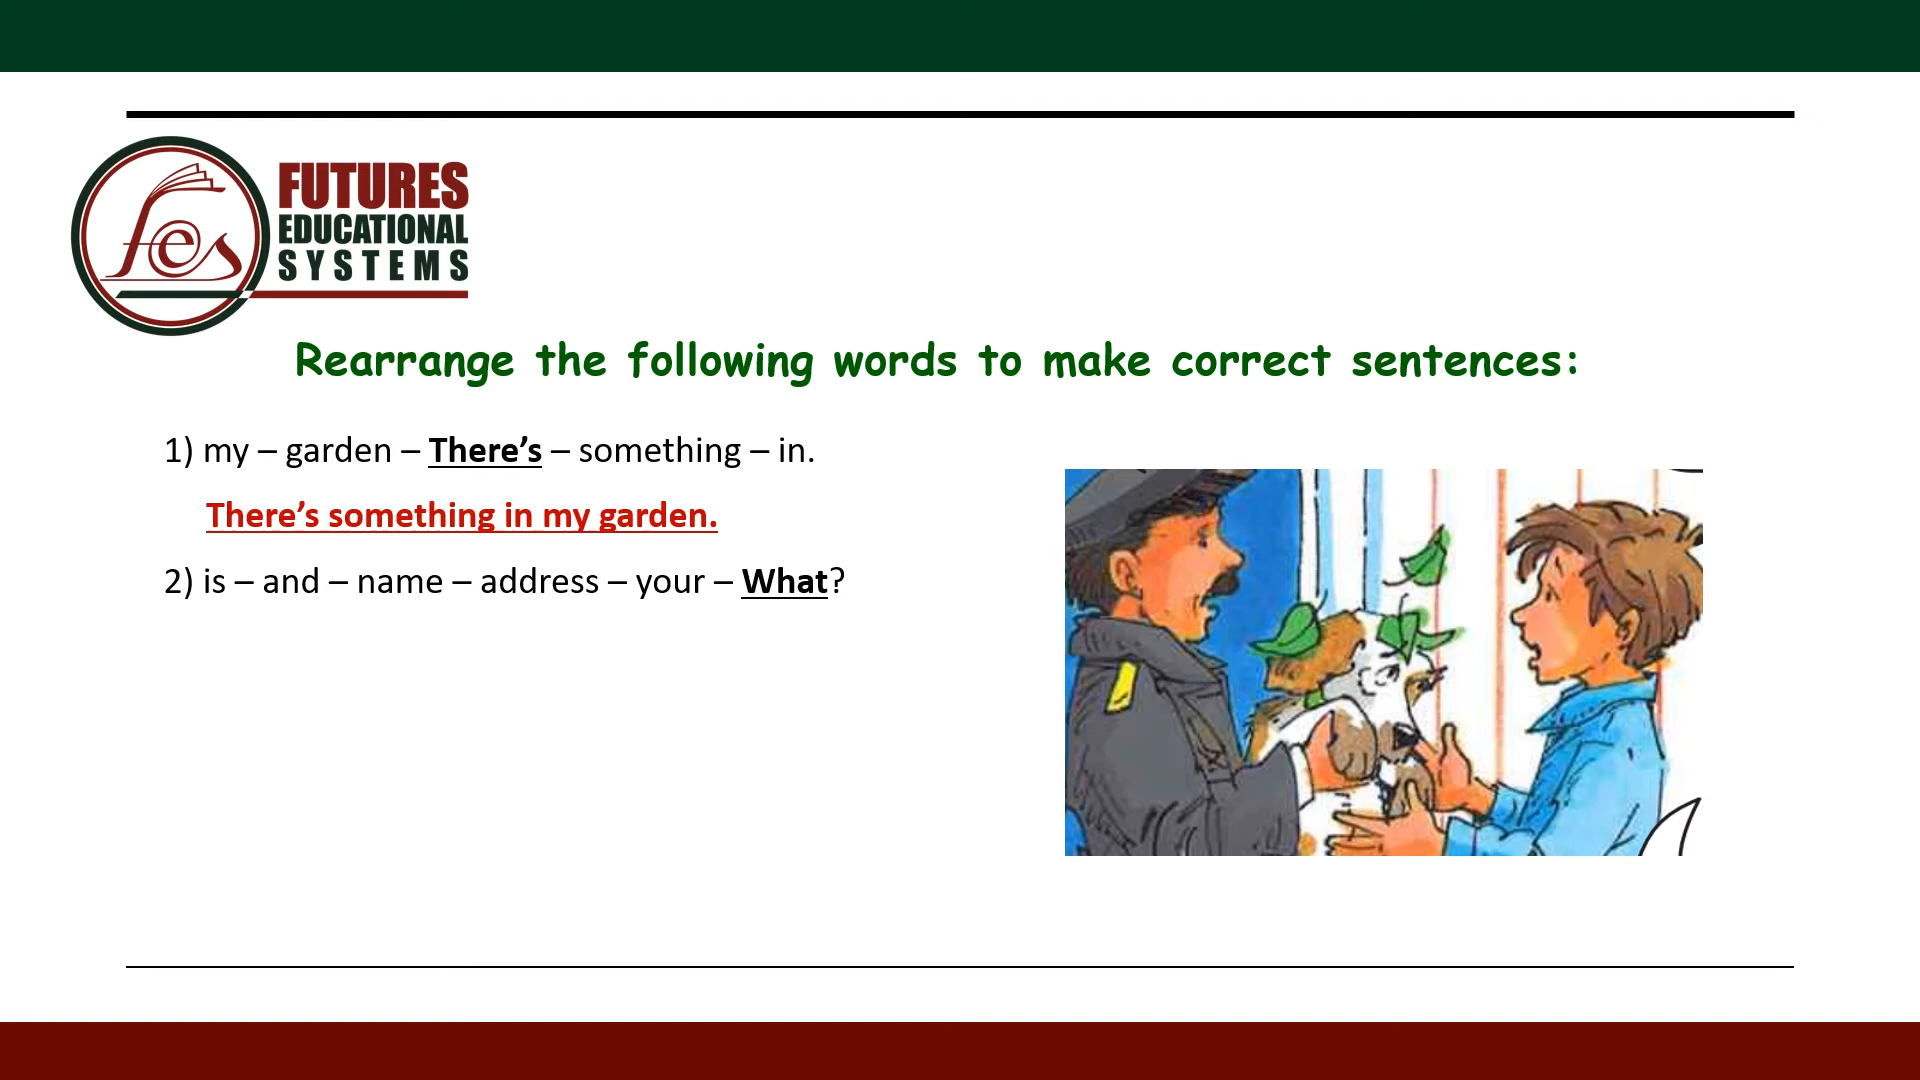 fes
FUTURES
EDUCATIONAL
SYSTEMS
Rearrange the following words to make correct sentences:
1) my – garden – There’s – something – in.
There’s something in my garden.
2) is – and – name – address – your – What?